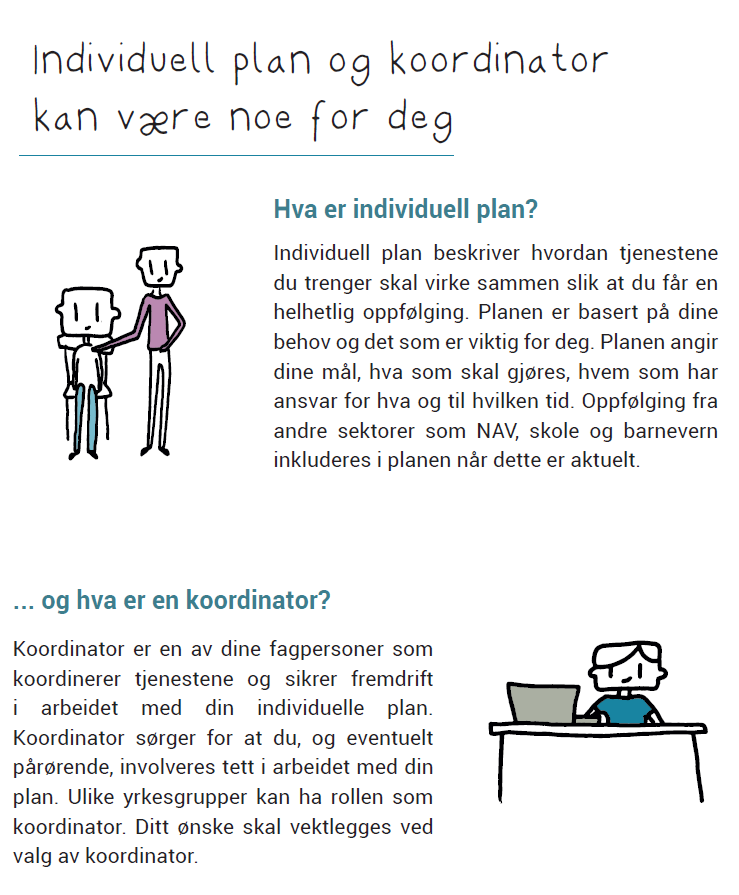 Individuell plan og koordinator
kan være noe for deg
Hva er individuell plan?
Individuell plan beskriver hvordan tjenestene
du trenger skal virke sammen slik at du får en
helhetlig oppfølging. Planen er basert på dine
behov og det som er viktig for deg. Planen angir
dine mål, hva som skal gjøres, hvem som har
ansvar for hva og til hvilken tid. Oppfølging fra
andre sektorer som NAV, skole og barnevern
inkluderes i planen når dette er aktuelt.
... og hva er en koordinator?
Koordinator er en av dine fagpersoner som
koordinerer tjenestene og sikrer fremdrift
i arbeidet med din individuelle plan.
Koordinator sørger for at du, og eventuelt
pårørende, involveres tett i arbeidet med din
plan. Ulike yrkesgrupper kan ha rollen som
koordinator. Ditt ønske skal vektlegges ved
valg av koordinator.